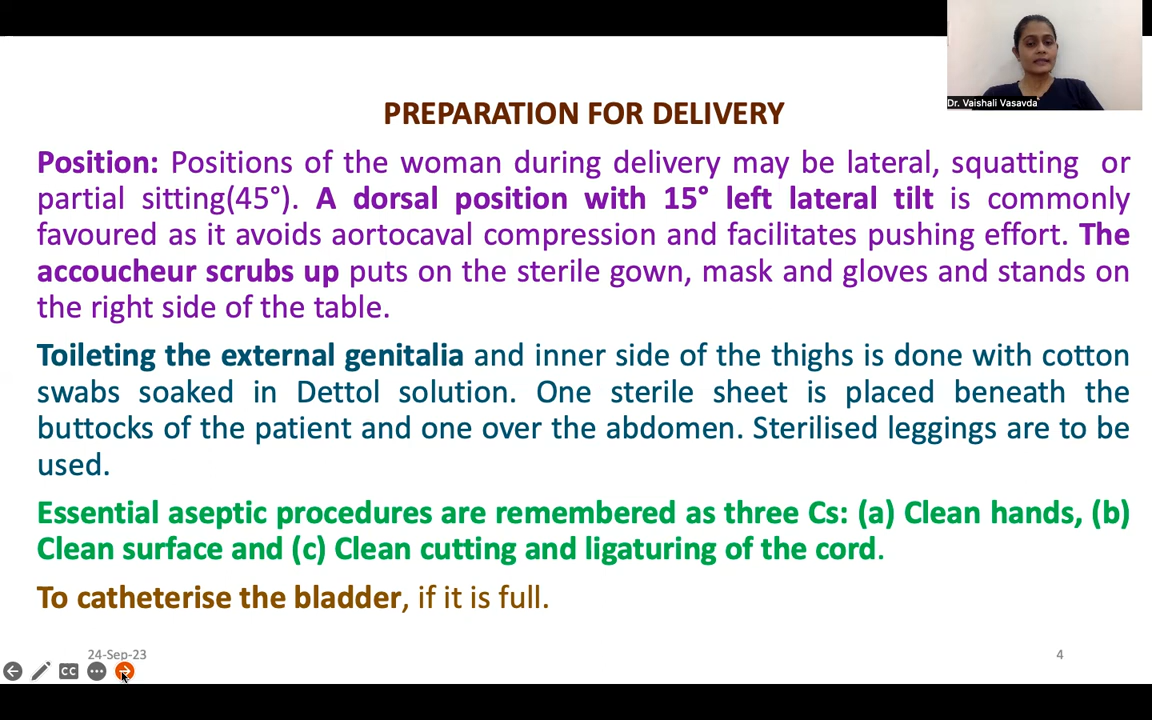 Dr. Vaishali Vasavda
PREPARATION FOR DELIVERY
Position: Positions of the woman during delivery may be lateral, squatting or
partial sitting(45°). A dorsal position with 15° left lateral tilt is commonly
favoured as it avoids aortocaval compression and facilitates pushing effort. The
accoucheur scrubs up puts on the sterile gown, mask and gloves and stands on
the right side of the table.
Toileting the external genitalia and inner side of the thighs is done with cotton
swabs soaked in Dettol solution. One sterile sheet is placed beneath the
buttocks of the patient and one over the abdomen. Sterilised leggings are to be
used.
Essential aseptic procedures are remembered as three Cs: (a) Clean hands, (b)
Clean surface and (c) Clean cutting and ligaturing of the cord.
To catheterise the bladder, if it is full.
24-Sep-23
4
CC